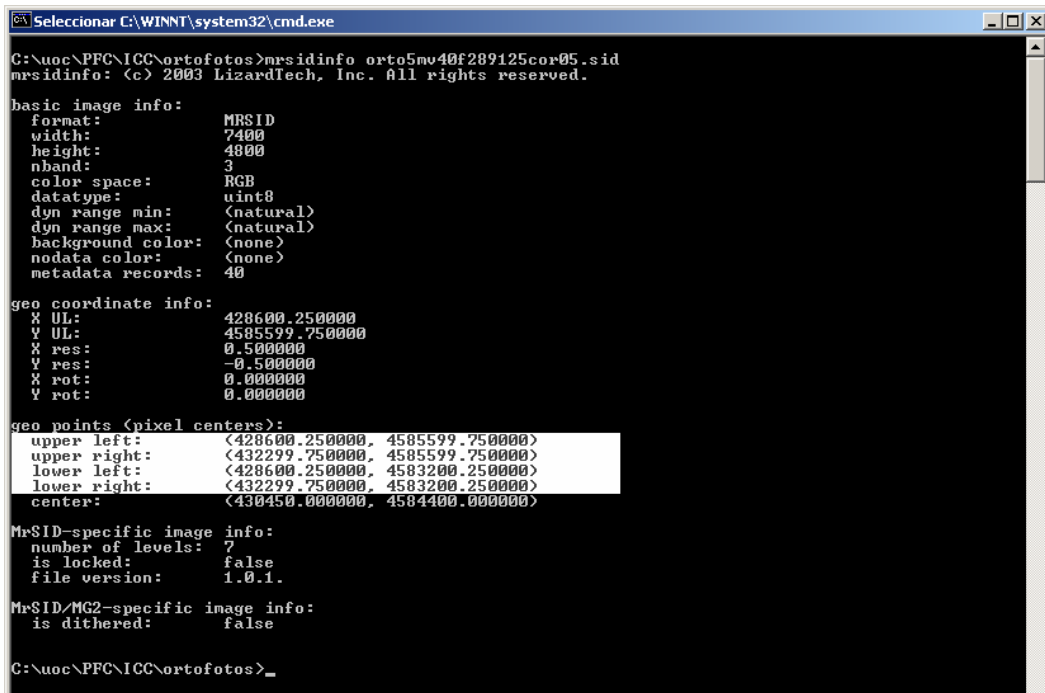 Seleccionar C:\WINNT\system32\cmd.exe
C:\uoc\PFC\ICC\ortofotos>mrsidinfo orto5mv40f289125cor05.sid
mrsidinfo: (c) 2003 LizardTech, Inc. All rights reserved.
basic image info:
format: MRSID
width: 7400
height: 4800
nband: 3
color space: RGB
datatype: uint8
dyn range min: (natural)
dyn range max: (natural)
background color: (none)
nodata color: (none)
metadata records: 40
geo coordinate info:
X UL: 428600.250000
Y UL: 4585599.750000
X res: 0.500000
Y res: -0.500000
X rot: 0.000000
Y rot: 0.000000
geo points (pixel centers):
upper left: (428600.250000, 4585599.750000)
upper right: (432299.750000, 4585599.750000)
lower left: (428600.250000, 4583200.250000)
lower right: (432299.750000, 4583200.250000)
center: (430450.000000, 4584400.000000)
MrSID-specific image info:
number of levels: 7
is locked: false
file version: 1.0.1.
MrSID/MG2-specific image info:
is dithered: false
C:\uoc\PFC\ICC\ortofotos>_